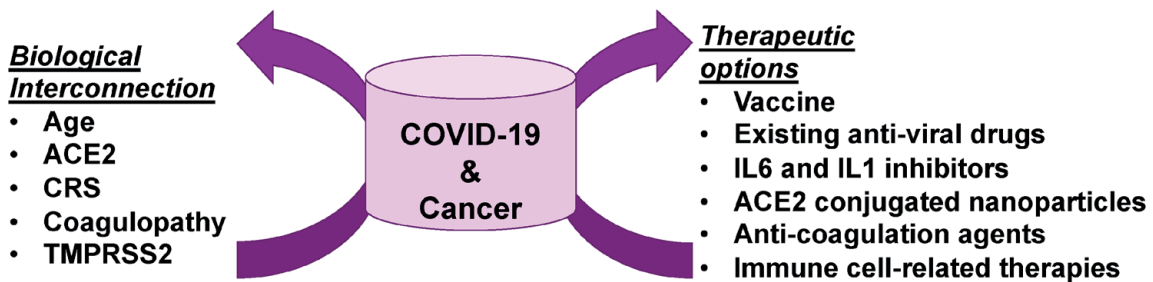 Biological
Interconnection
• Age
• ACE2
• CRS
• Coagulopathy
• TMPRSS2
COVID-19
&
Cancer
Therapeutic
options
• Vaccine
• Existing anti-viral drugs
• IL6 and IL1 inhibitors
• ACE2 conjugated nanoparticles
• Anti-coagulation agents
• Immune cell-related therapies